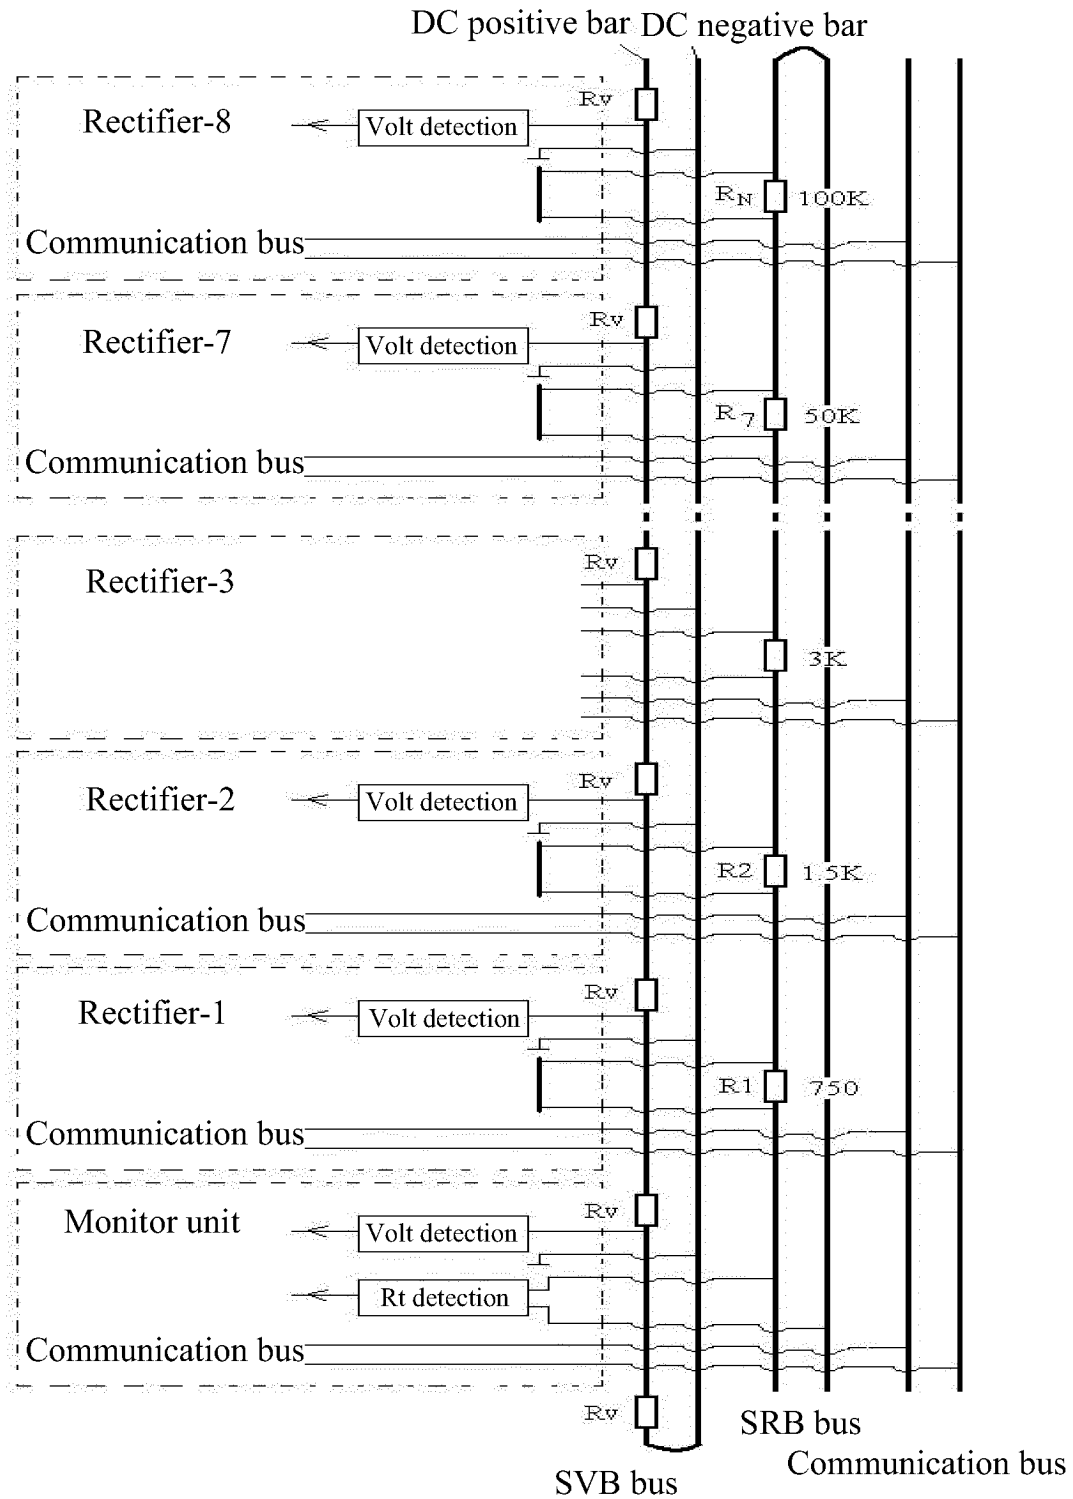 DC positive bar DC negative bar
Rv
Rectifier-8
Volt detection
RN 100K
Communication bus
Rv
Rectifier-7
Volt detection
R7 50K
Communication bus
Rv
Rectifier-3
3K
Rv
Rectifier-2
Volt detection
R2 1.5K
Communication bus
Rv
Rectifier-1
Volt detection
R1 750
Communication bus
Rv
Monitor unit
Volt detection
Rt detection
Communication bus
Rv
SRB bus
Communication bus
SVB bus